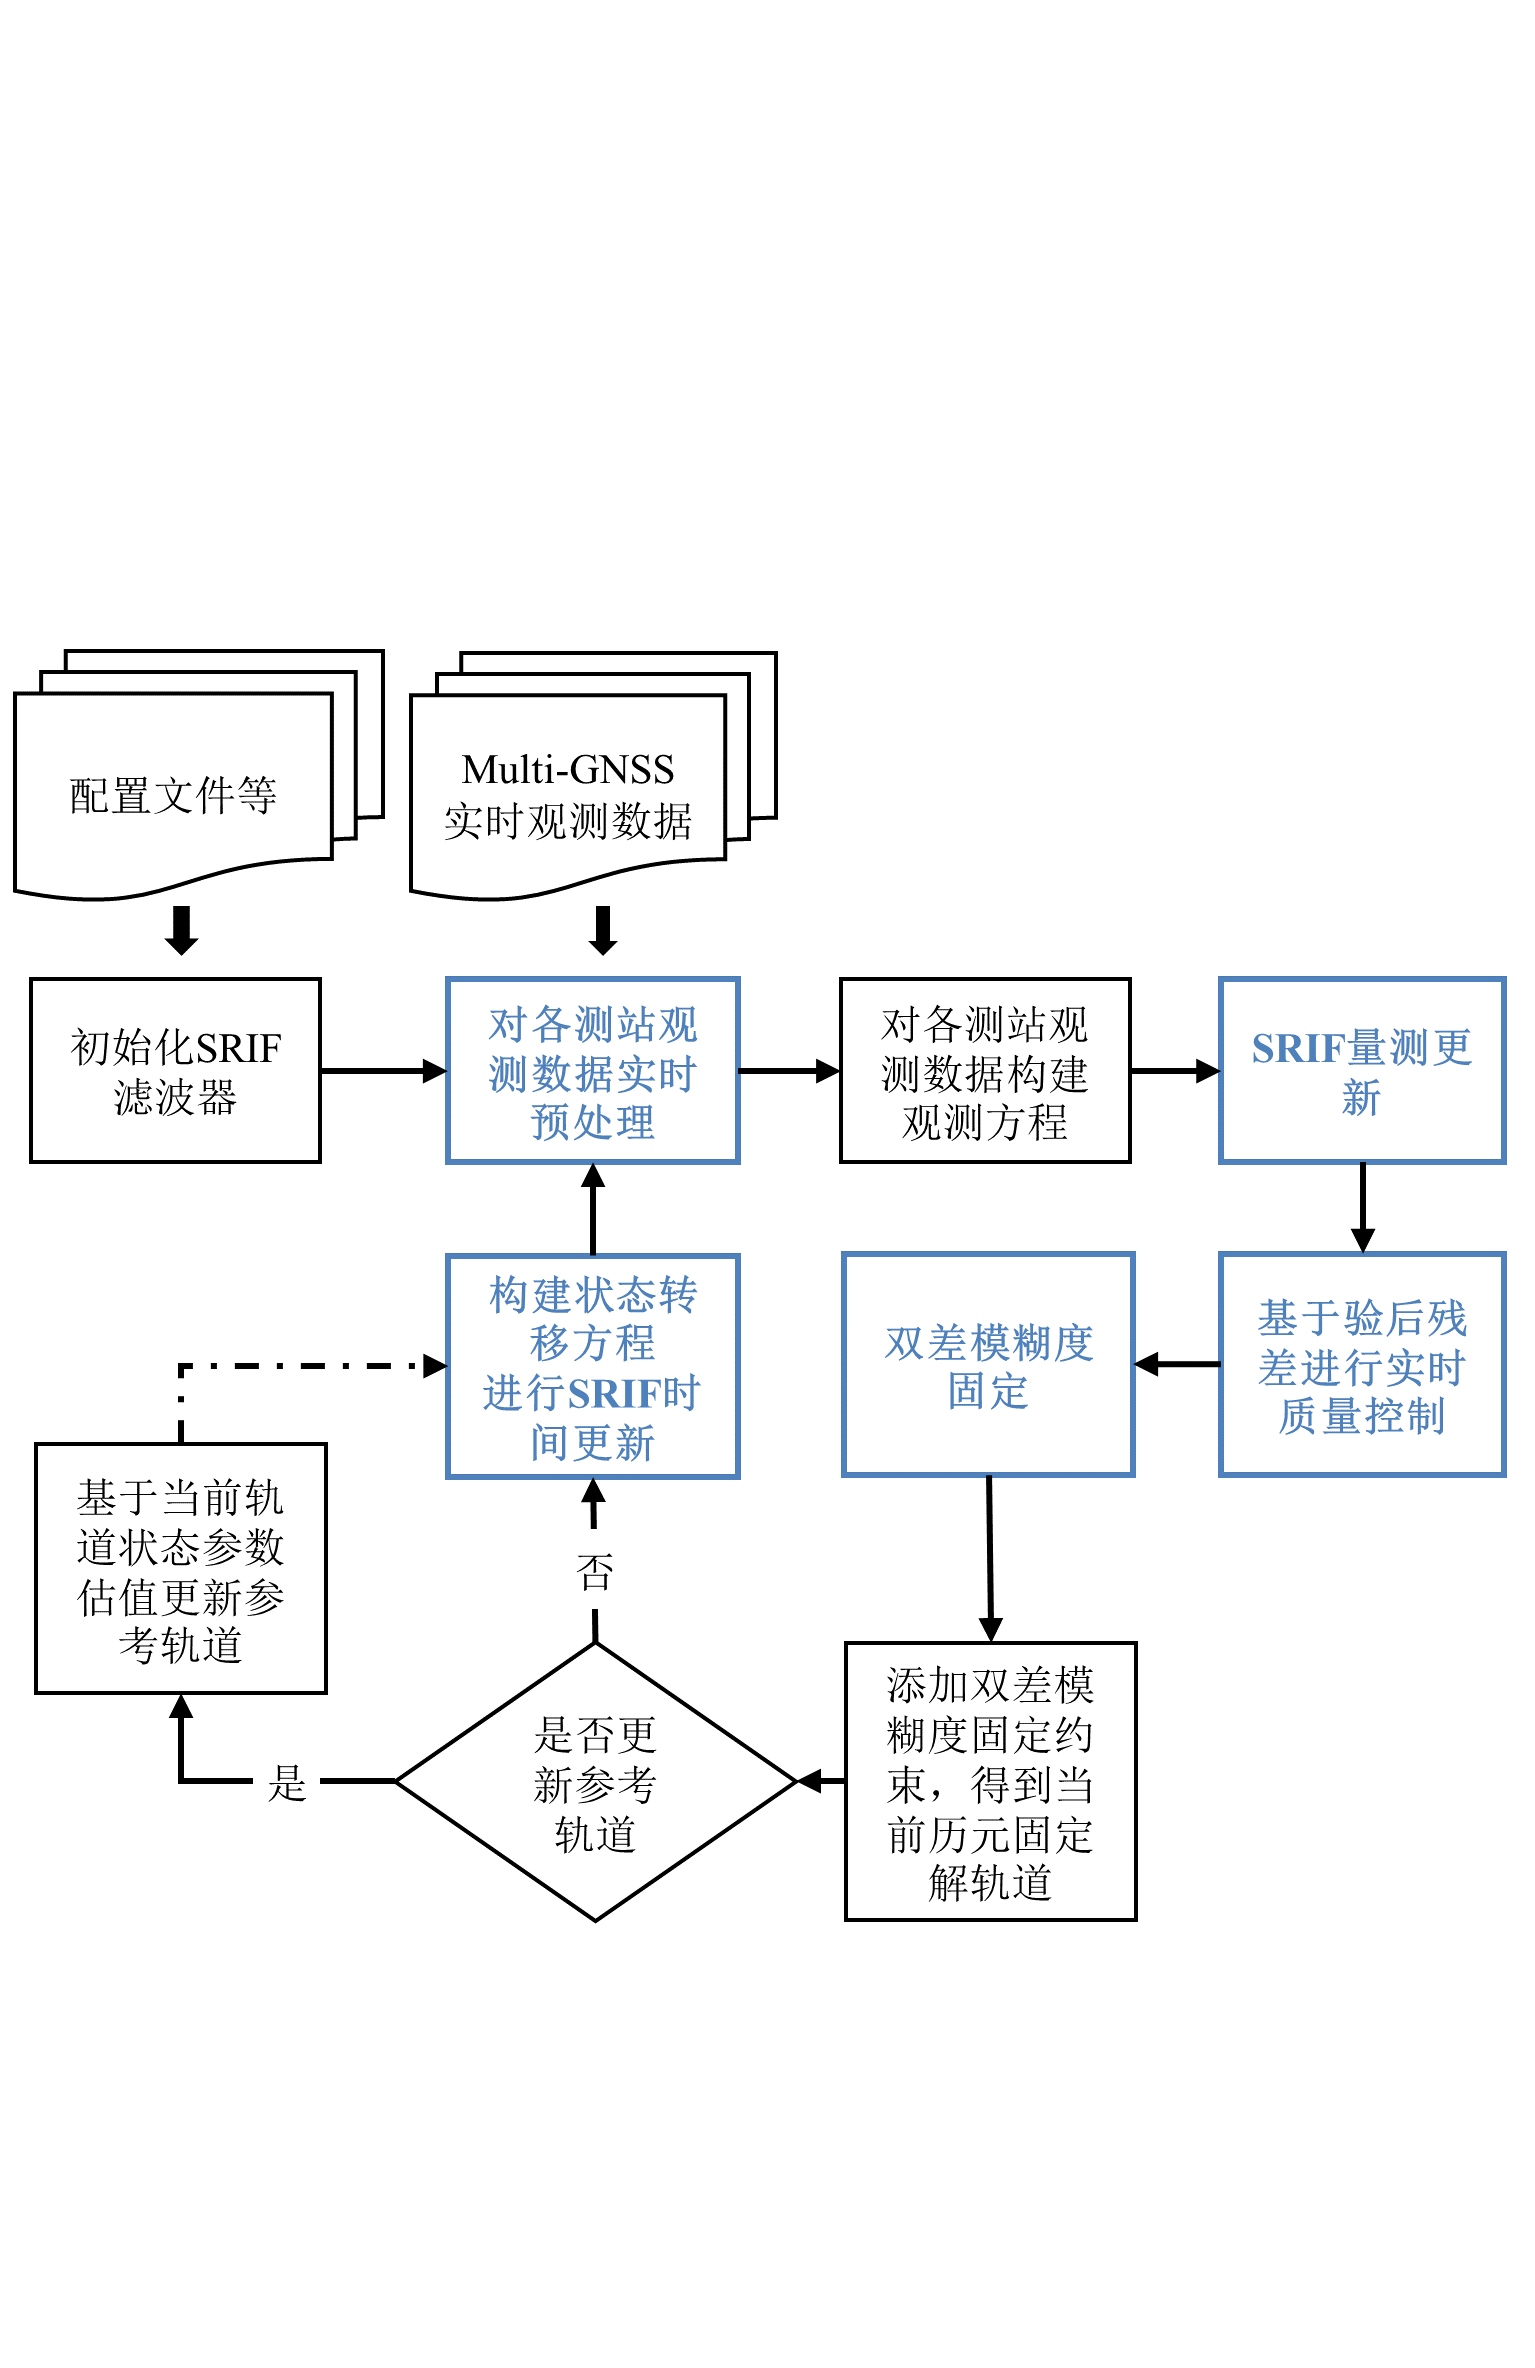 配置文件等
Multi-GNSS
实时观测数据
初始化SRIF
滤波器
对各测站观
测数据实时
预处理
对各测站观
测数据构建
观测方程
SRIF量测更
新
基于验后残
差进行实时
质量控制
双差模糊度
固定
构建状态转
移方程
进行SRIF时
间更新
基于当前轨
道状态参数
估值更新参
考轨道
否
是
是否更
新参考
轨道
添加双差模
糊度固定约
束，得到当
前历元固定
解轨道